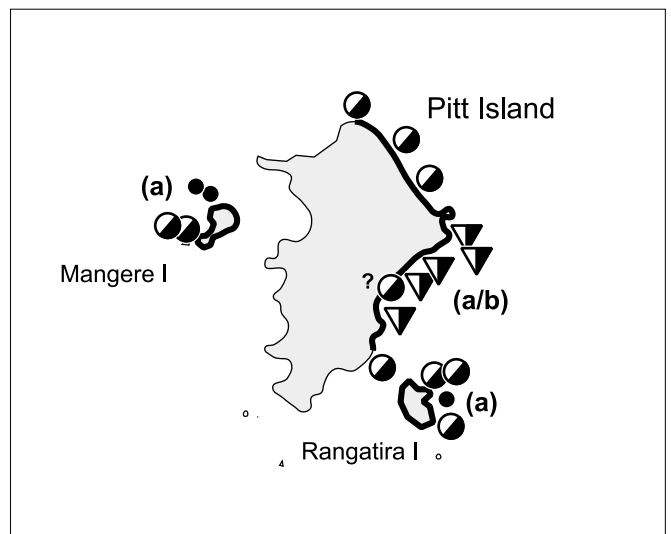 Pitt Island
(a)
Mangere I
?
(a/b)
(a)
Rangatira I